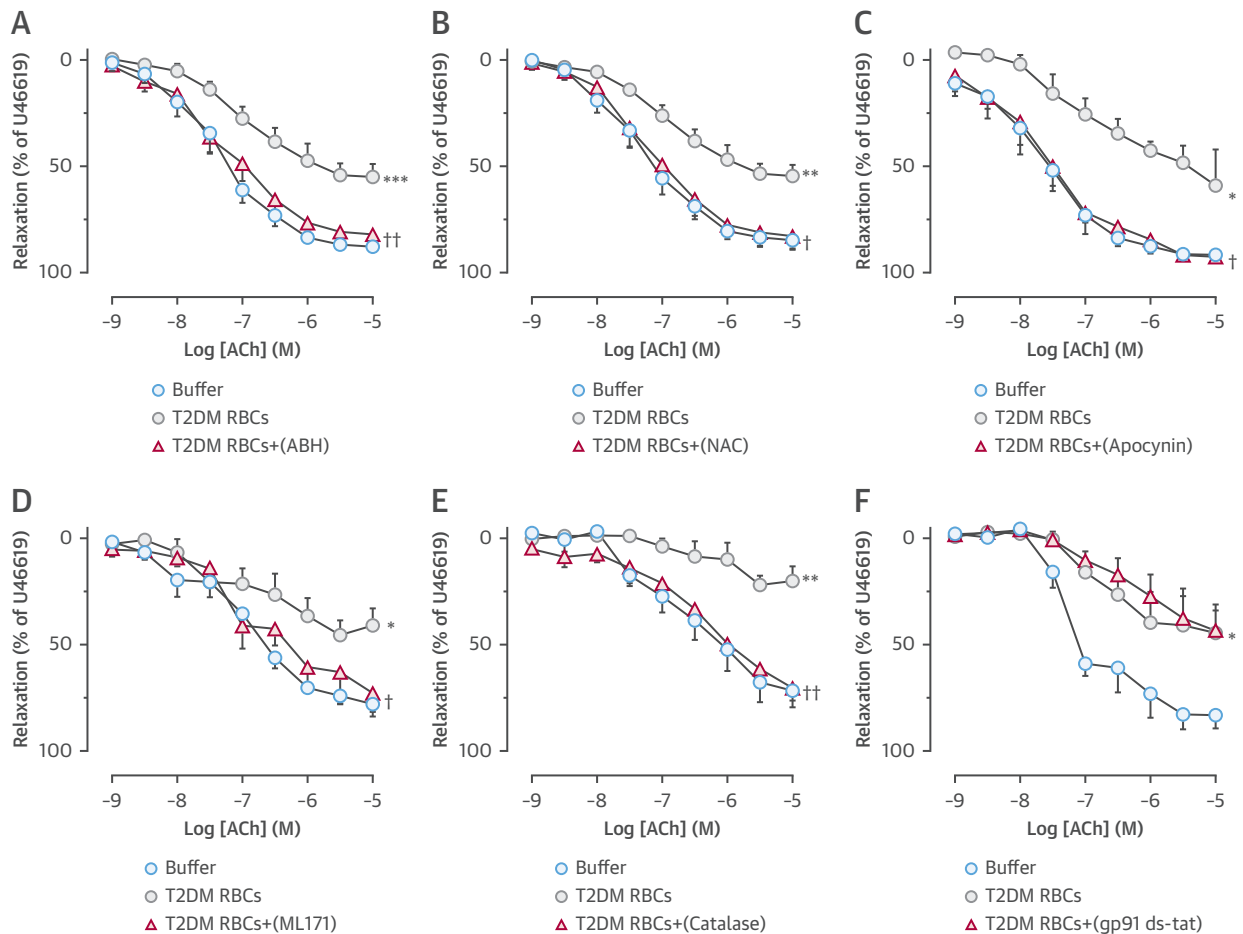 A
Relaxation (% of U46619)
0
50
100
***
††
−9 −8 −7 −6 −5
Log [ACh] (M)
Buffer
T2DM RBCs
T2DM RBCs+(ABH)
B
Relaxation (% of U46619)
0
50
100
**
†
−9 −8 −7 −6 −5
Log [ACh] (M)
Buffer
T2DM RBCs
T2DM RBCs+(NAC)
C
Relaxation (% of U46619)
0
50
100
*
†
−9 −8 −7 −6 −5
Log [ACh] (M)
Buffer
T2DM RBCs
T2DM RBCs+(Apocynin)
D
Relaxation (% of U46619)
0
50
100
*
†
−9 −8 −7 −6 −5
Log [ACh] (M)
Buffer
T2DM RBCs
T2DM RBCs+(ML171)
E
Relaxation (% of U46619)
0
50
100
**
††
−9 −8 −7 −6 −5
Log [ACh] (M)
Buffer
T2DM RBCs
T2DM RBCs+(Catalase)
F
Relaxation (% of U46619)
0
50
100
*
−9 −8 −7 −6 −5
Log [ACh] (M)
Buffer
T2DM RBCs
T2DM RBCs+(gp91 ds-tat)